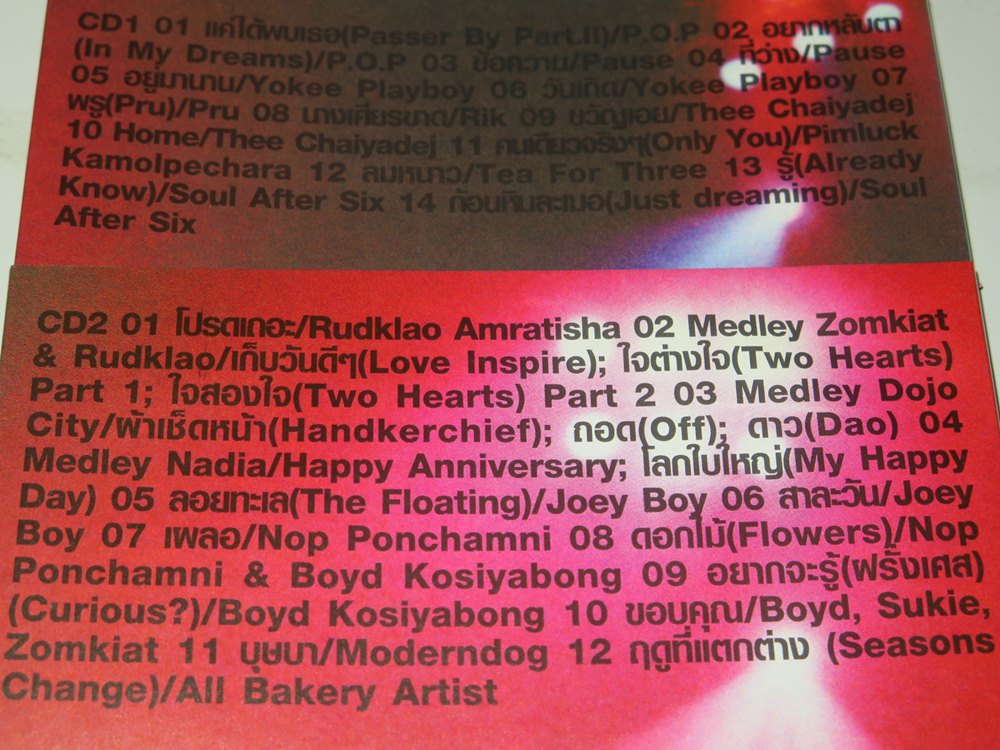 CD1 01 แค่ได้พบเธอ(Passer By Part.II)/P.O.P 02 อยากหลับตา
(In My Dreams)/P.O.P 03 ข้อความ/Pause 04 ที่ว่าง/Pause
05 อยู่มานาน/Yokee Playboy 06 วันเกิด/Yokee Playboy 07
พรู(Pru)/Pru 08 นางเศียรขาด/Rik 09 ขวัญเอย/Thee Chaiyadej
10 Home/Thee Chaiyadej 11 คนเดียวจริงๆ(Only You)/Pimluck
Kamolpechara 12 ลมหนาว/Tea For Three 13 รู้(Already
Know)/Soul After Six 14 ก้อนหินละเมอ(Just dreaming)/Soul
After Six
CD2 01 โปรดเถอะ/Rudklao Amratisha 02 Medley Zomkiat
& Rudklao/เก็บวันดีๆ(Love Inspire); ใจต่างใจ(Two Hearts)
Part 1; ใจสองใจ(Two Hearts) Part 2 03 Medley Dojo
City/ผ้าเช็ดหน้า(Handkerchief); ถอด(Off); ดาว(Dao) 04
Medley Nadia/Happy Anniversary; โลกใบใหญ่(My Happy
Day) 05 ลอยทะเล(The Floating)/Joey Boy 06 สาละวัน/Joey
Boy 07 เผลอ/Nop Ponchamni 08 ดอกไม้(Flowers)/Nop
Ponchamni & Boyd Kosiyabong 09 อยากจะรู้(ฝรั่งเศส)
(Curious?)/Boyd Kosiyabong 10 ขอบคุณ/Boyd, Sukie,
Zomkiat 11 บุษบา/Moderndog 12 ฤดูที่แตกต่าง (Seasons
Change)/All Bakery Artist